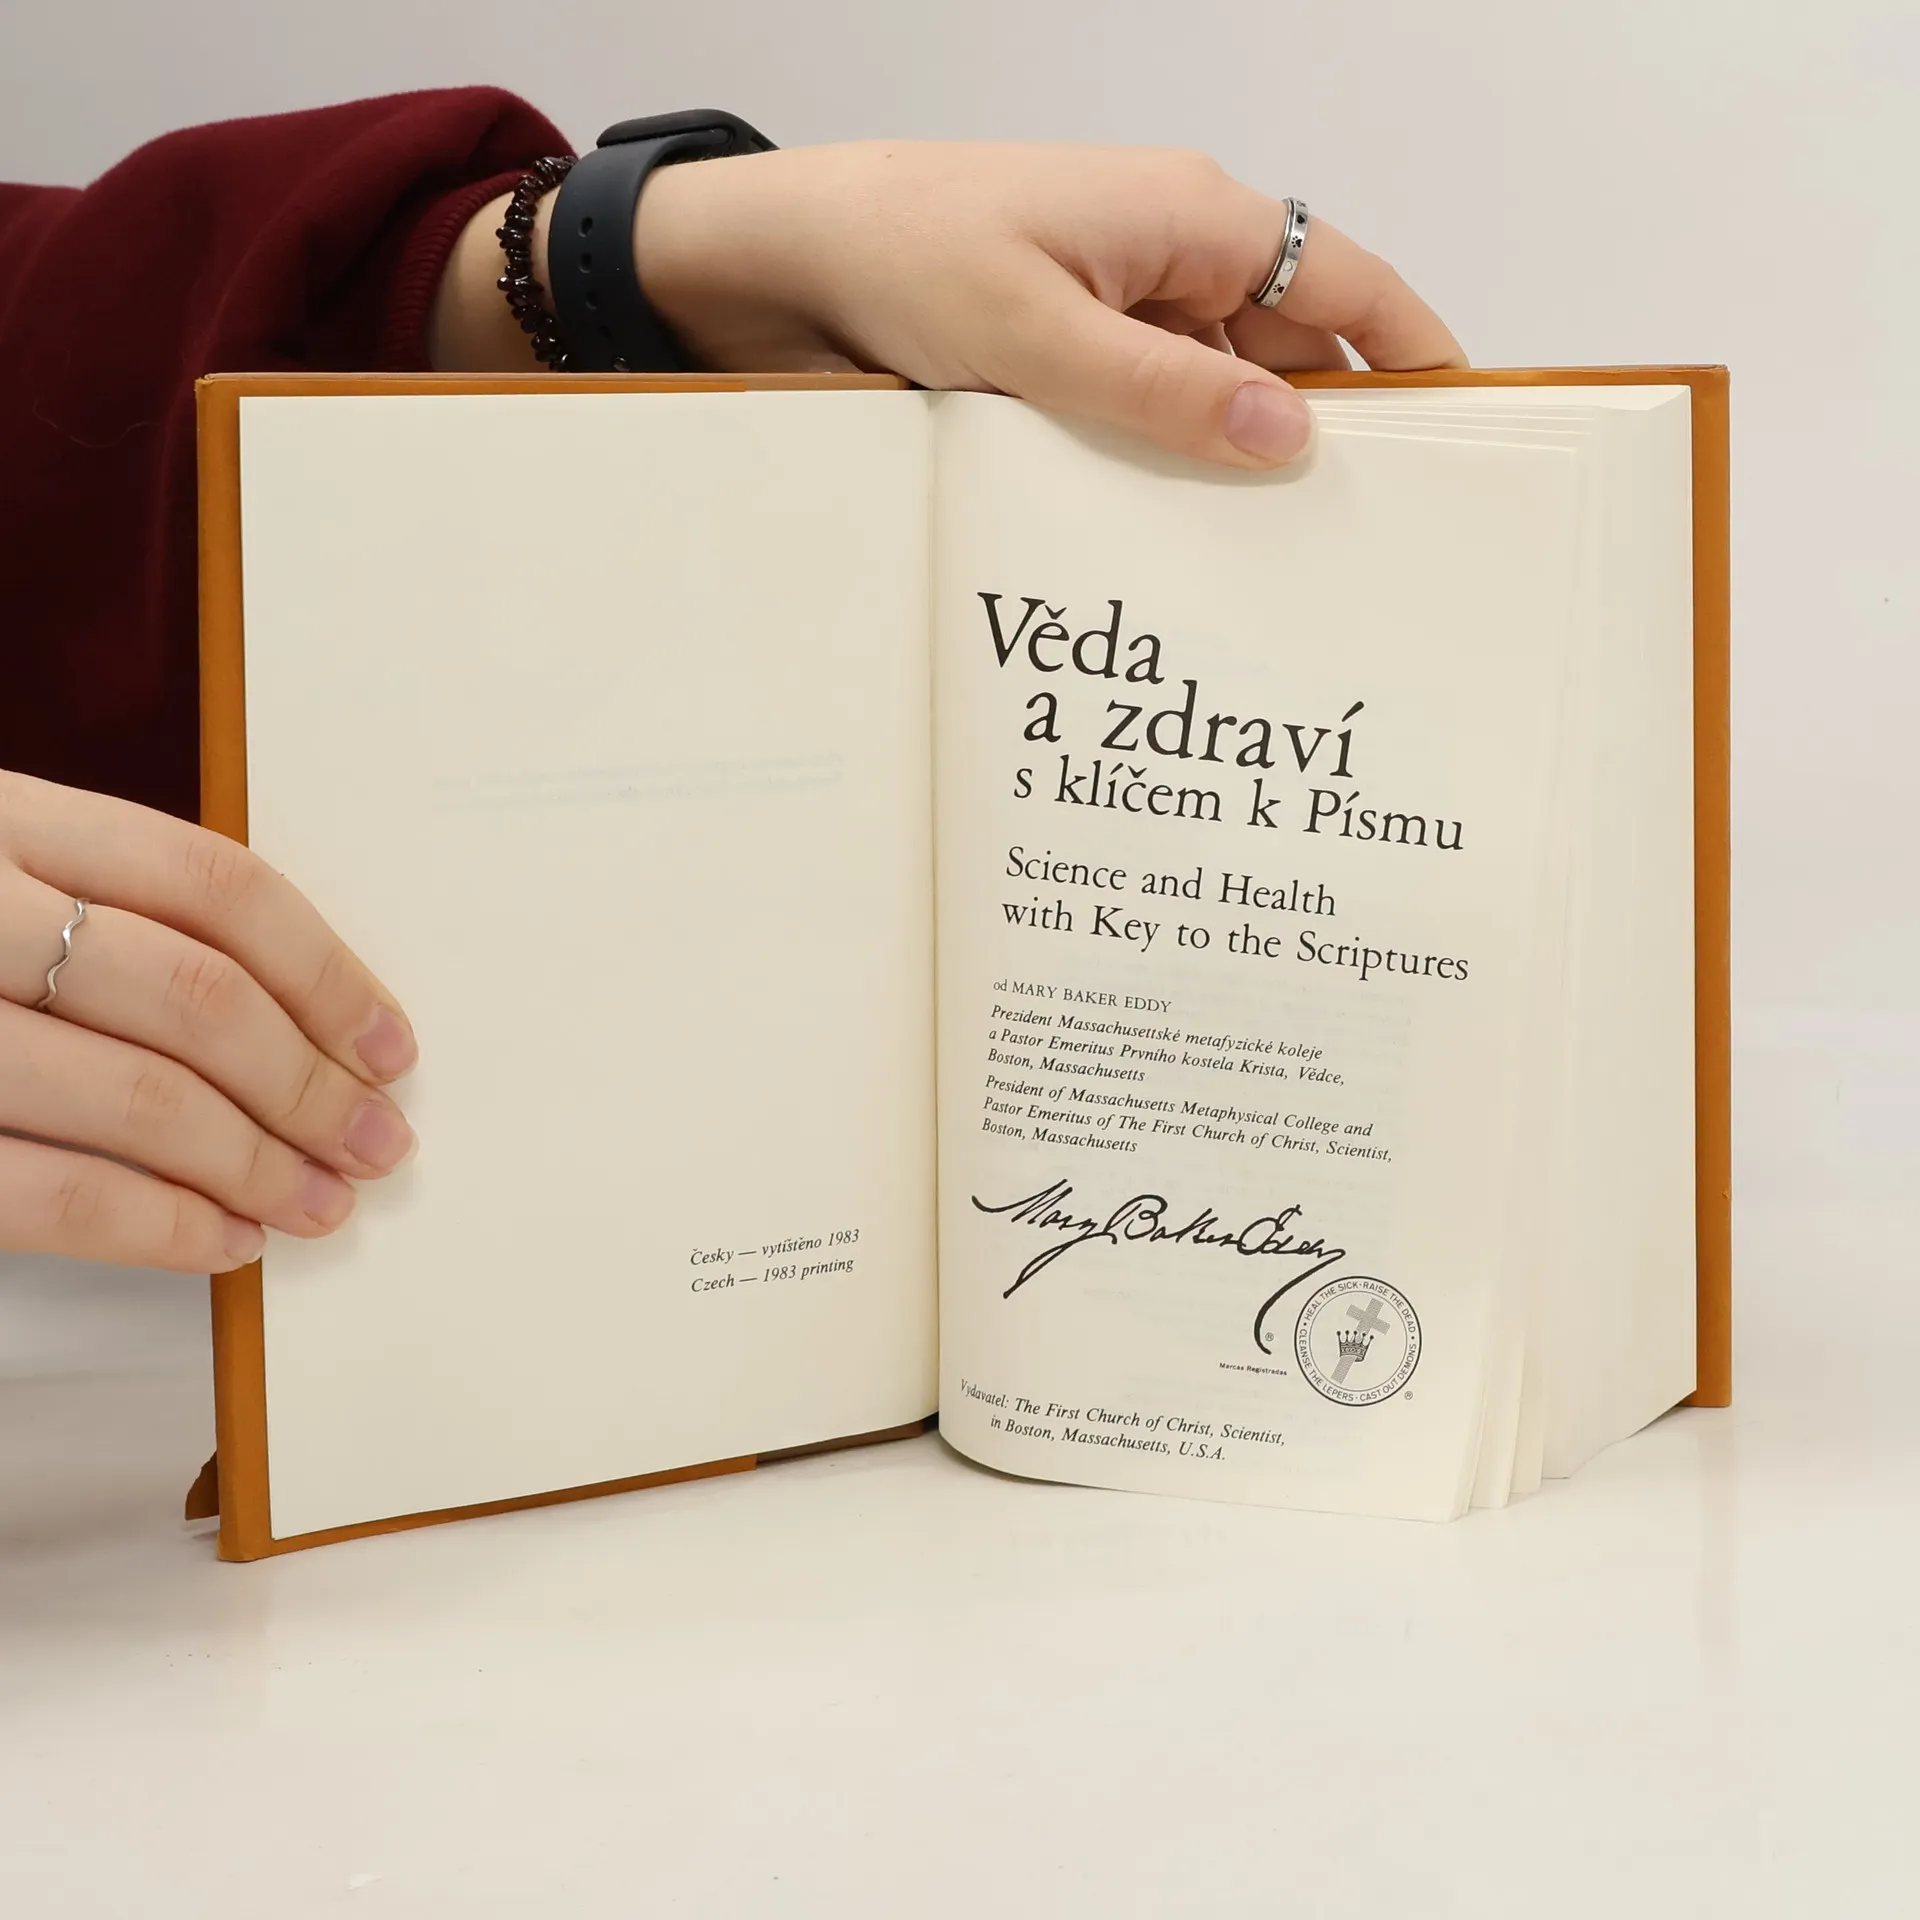 Česky — vytištěno 1983
Czech — 1983 printing
Věda
a zdraví
s klíčem k Písmu
Science and Health
with Key to the Scriptures
od MARY BAKER EDDY
Prezident Massachusettské metafyzické koleje
a Pastor Emeritus Prvního kostela Krista, Vědce,
Boston, Massachusetts
President of Massachusetts Metaphysical College and
Pastor Emeritus of The First Church of Christ, Scientist,
Boston, Massachusetts
Mary Baker Eddy
®
Marcas Registradas
HEAL THE SICK · RAISE THE DEAD · CAST OUT DEMONS · CLEANSE THE LEPERS ·
®
Vydavatel: The First Church of Christ, Scientist,
in Boston, Massachusetts, U.S.A.